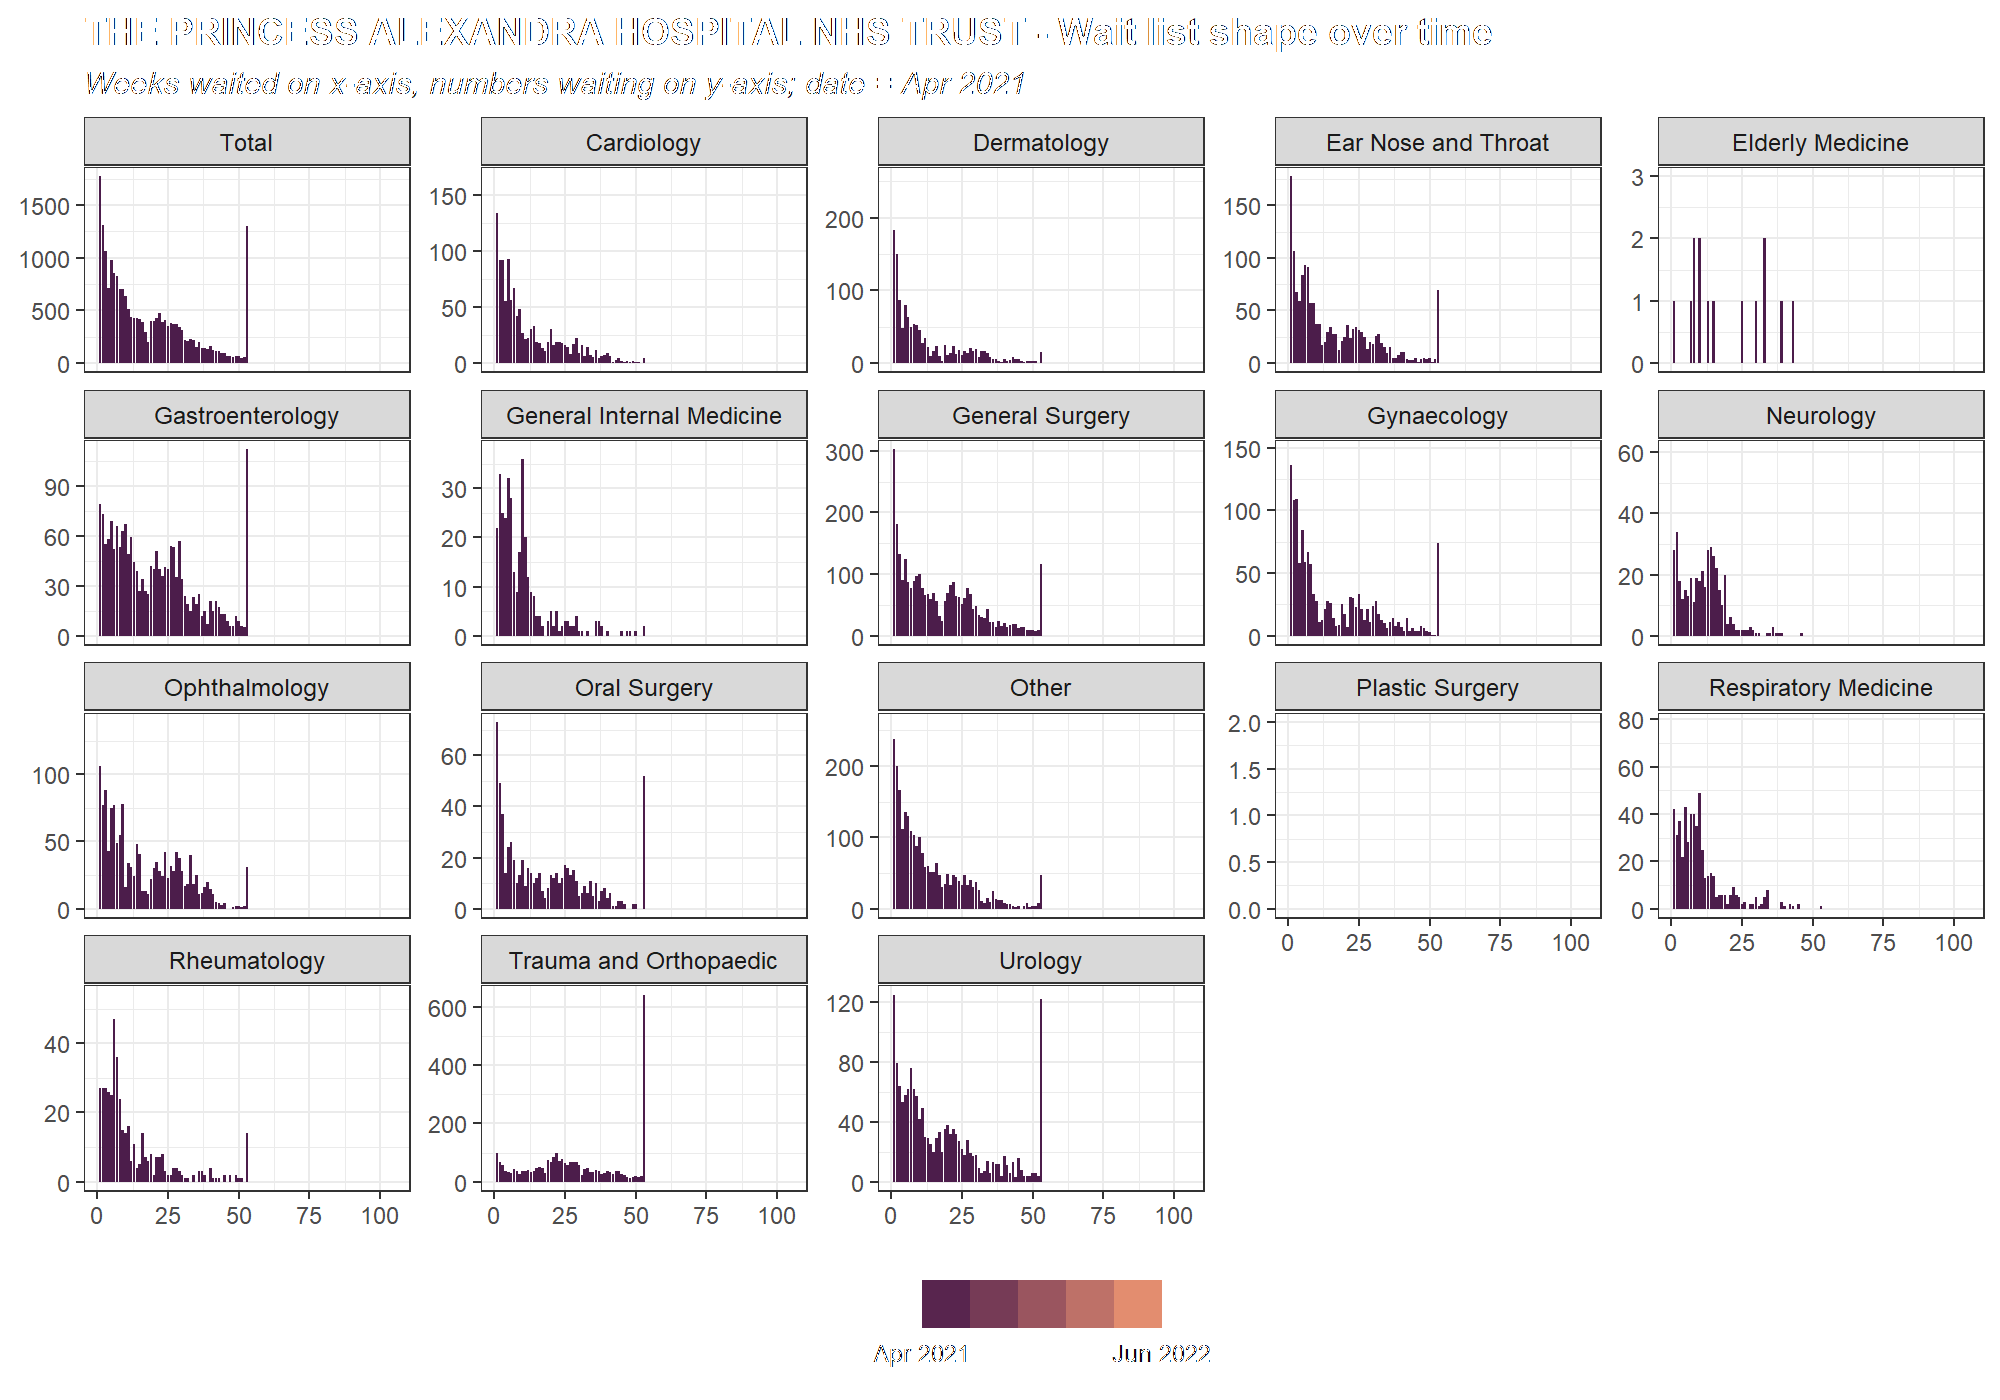 THE PRINCESS ALEXANDRA HOSPITAL NHS TRUST - Wait list shape over time
Weeks waited on x-axis, numbers waiting on y-axis; date = Apr 2021
Total
Cardiology
Dermatology
Ear Nose and Throat
Elderly Medicine
1500
1000
500
0
150
100
50
0
200
100
0
150
100
50
0
3
2
1
0
Gastroenterology
General Internal Medicine
General Surgery
Gynaecology
Neurology
90
60
30
0
30
20
10
0
300
200
100
0
150
100
50
0
60
40
20
0
Ophthalmology
Oral Surgery
Other
Plastic Surgery
Respiratory Medicine
100
50
0
60
40
20
0
200
100
0
2.0
1.5
1.0
0.5
0.0
80
60
40
20
0
0 25 50 75 100
0 25 50 75 100
Rheumatology
Trauma and Orthopaedic
Urology
40
20
0
600
400
200
0
120
80
40
0
0 25 50 75 100
0 25 50 75 100
0 25 50 75 100
Apr 2021
Jun 2022